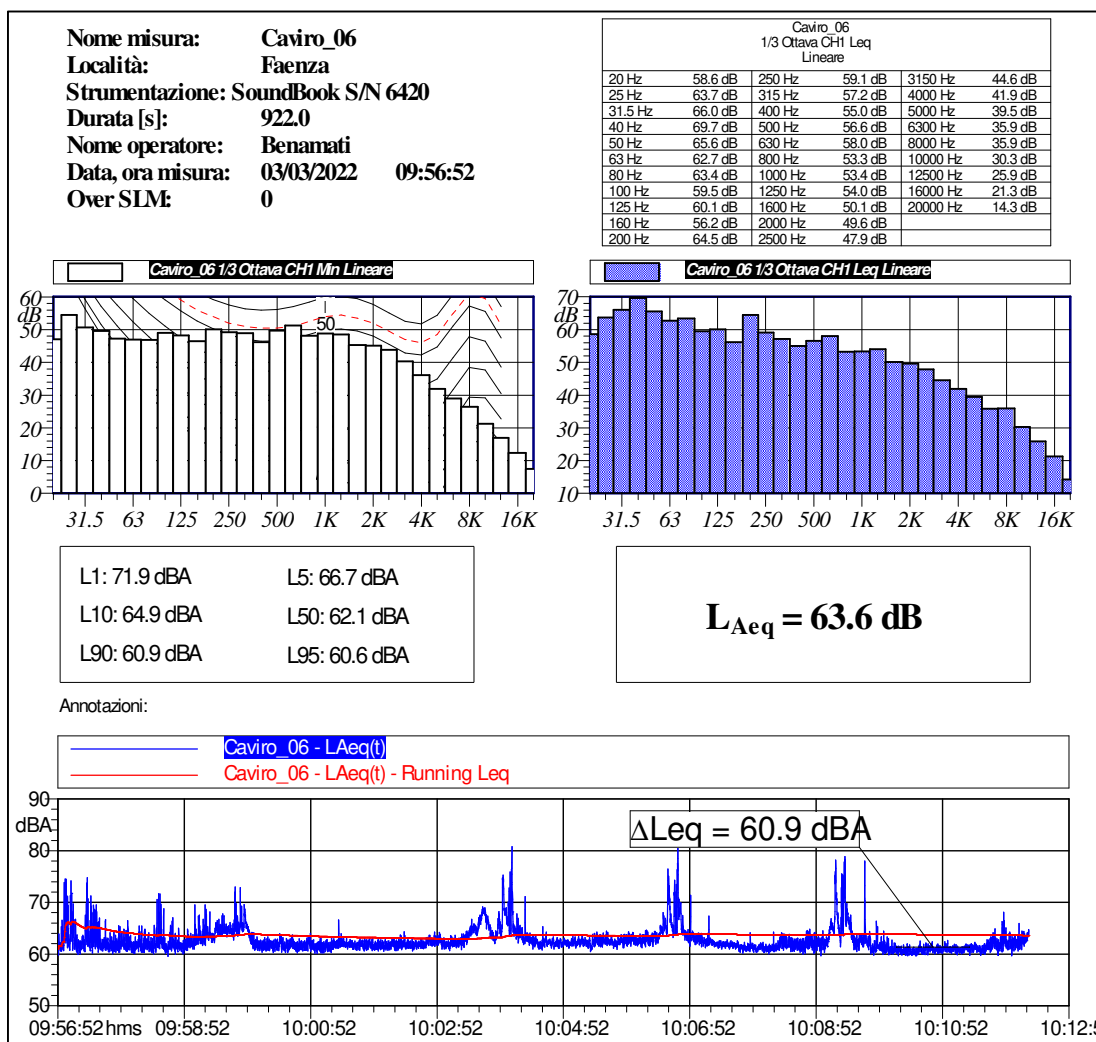 Nome misura: Caviro_06
Località: Faenza
Strumentazione: SoundBook S/N 6420
Durata [s]: 922.0
Nome operatore: Benamati
Data, ora misura: 03/03/2022 09:56:52
Over SLM: 0
Caviro_06
1/3 Ottava CH1 Leq
Lineare
20 Hz 58.6 dB 250 Hz 59.1 dB 3150 Hz 44.6 dB
25 Hz 63.7 dB 315 Hz 57.2 dB 4000 Hz 41.9 dB
31.5 Hz 66.0 dB 400 Hz 55.0 dB 5000 Hz 39.5 dB
40 Hz 69.7 dB 500 Hz 56.6 dB 6300 Hz 35.9 dB
50 Hz 65.6 dB 630 Hz 58.0 dB 8000 Hz 35.9 dB
63 Hz 62.7 dB 800 Hz 53.3 dB 10000 Hz 30.3 dB
80 Hz 63.4 dB 1000 Hz 53.4 dB 12500 Hz 25.9 dB
100 Hz 59.5 dB 1250 Hz 54.0 dB 16000 Hz 21.3 dB
125 Hz 60.1 dB 1600 Hz 50.1 dB 20000 Hz 14.3 dB
160 Hz 56.2 dB 2000 Hz 49.6 dB
200 Hz 64.5 dB 2500 Hz 47.9 dB
Caviro_06 1/3 Ottava CH1 Min Lineare
60
dB
50
40
30
20
10
0
50
31.5 63 125 250 500 1K 2K 4K 8K 16K
Caviro_06 1/3 Ottava CH1 Leq Lineare
70
dB
60
50
40
30
20
10
31.5 63 125 250 500 1K 2K 4K 8K 16K
L1: 71.9 dBA L5: 66.7 dBA
L10: 64.9 dBA L50: 62.1 dBA
L90: 60.9 dBA L95: 60.6 dBA
LAeq = 63.6 dB
Annotazioni:
Caviro_06 - LAeq(t)
Caviro_06 - LAeq(t) - Running Leq
90
dBA
80
70
60
50
ΔLeq = 60.9 dBA
09:56:52 hms 09:58:52 10:00:52 10:02:52 10:04:52 10:06:52 10:08:52 10:10:52 10:12:5